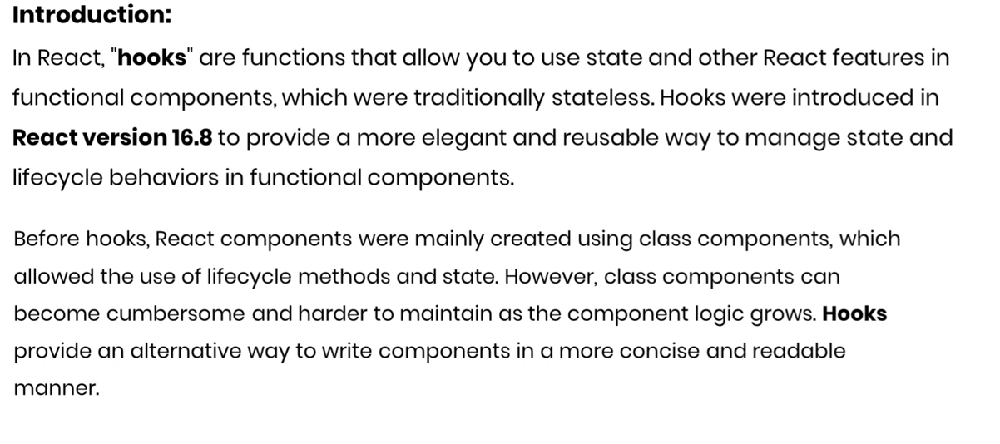 Introduction:
In React, "hooks" are functions that allow you to use state and other React features in
functional components, which were traditionally stateless. Hooks were introduced in
React version 16.8 to provide a more elegant and reusable way to manage state and
lifecycle behaviors in functional components.
Before hooks, React components were mainly created using class components, which
allowed the use of lifecycle methods and state. However, class components can
become cumbersome and harder to maintain as the component logic grows. Hooks
provide an alternative way to write components in a more concise and readable
manner.